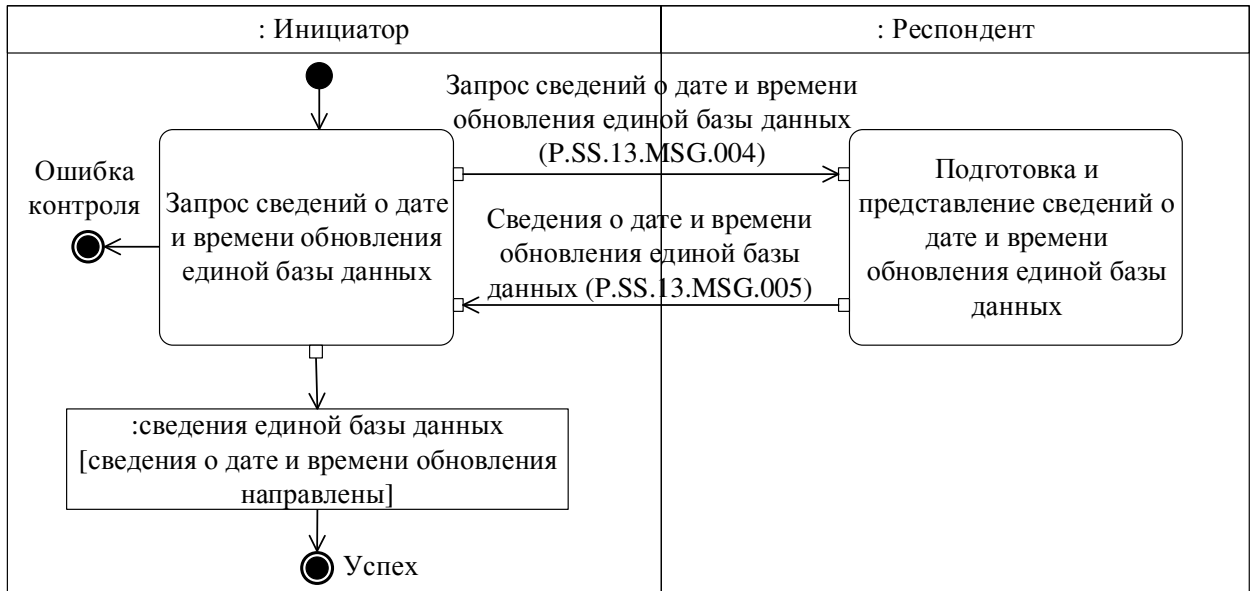 : Инициатор
: Респондент
Запрос сведений о дате и времени
обновления единой базы данных
(P.SS.13.MSG.004)
Ошибка
контроля
Запрос сведений о дате
и времени обновления
единой базы данных
Сведения о дате и времени
обновления единой базы
данных (P.SS.13.MSG.005)
Подготовка и
представление сведений о
дате и времени
обновления единой базы
данных
:сведения единой базы данных
[сведения о дате и времени обновления
направлены]
Успех